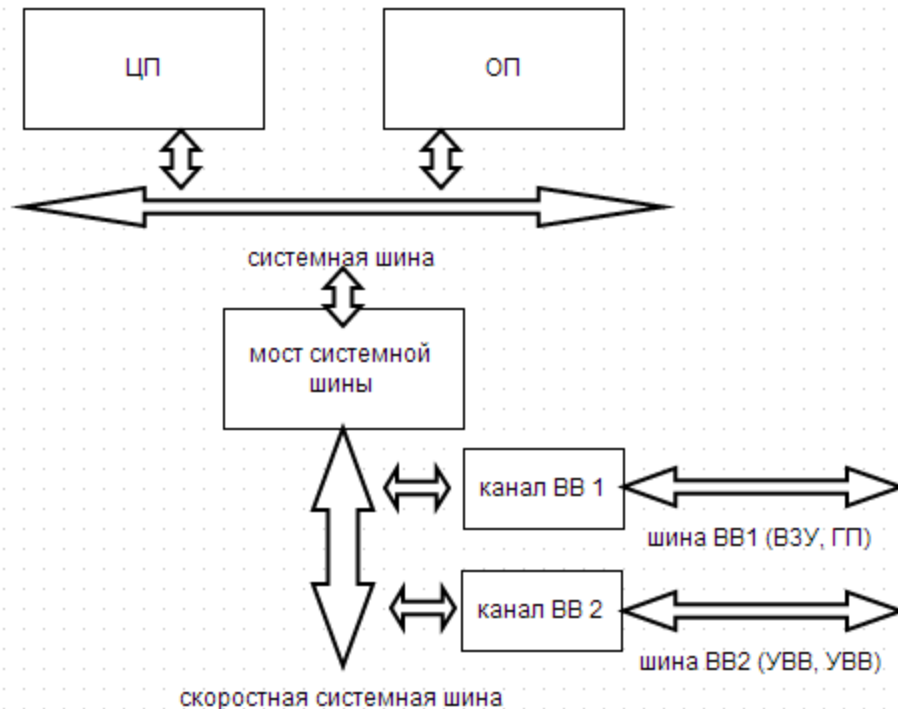 ЦП
ОП
системная шина
мост системной
шины
канал ВВ 1
шина ВВ1 (ВЗУ, ГП)
канал ВВ 2
шина ВВ2 (УВВ, УВВ)
скоростная системная шина